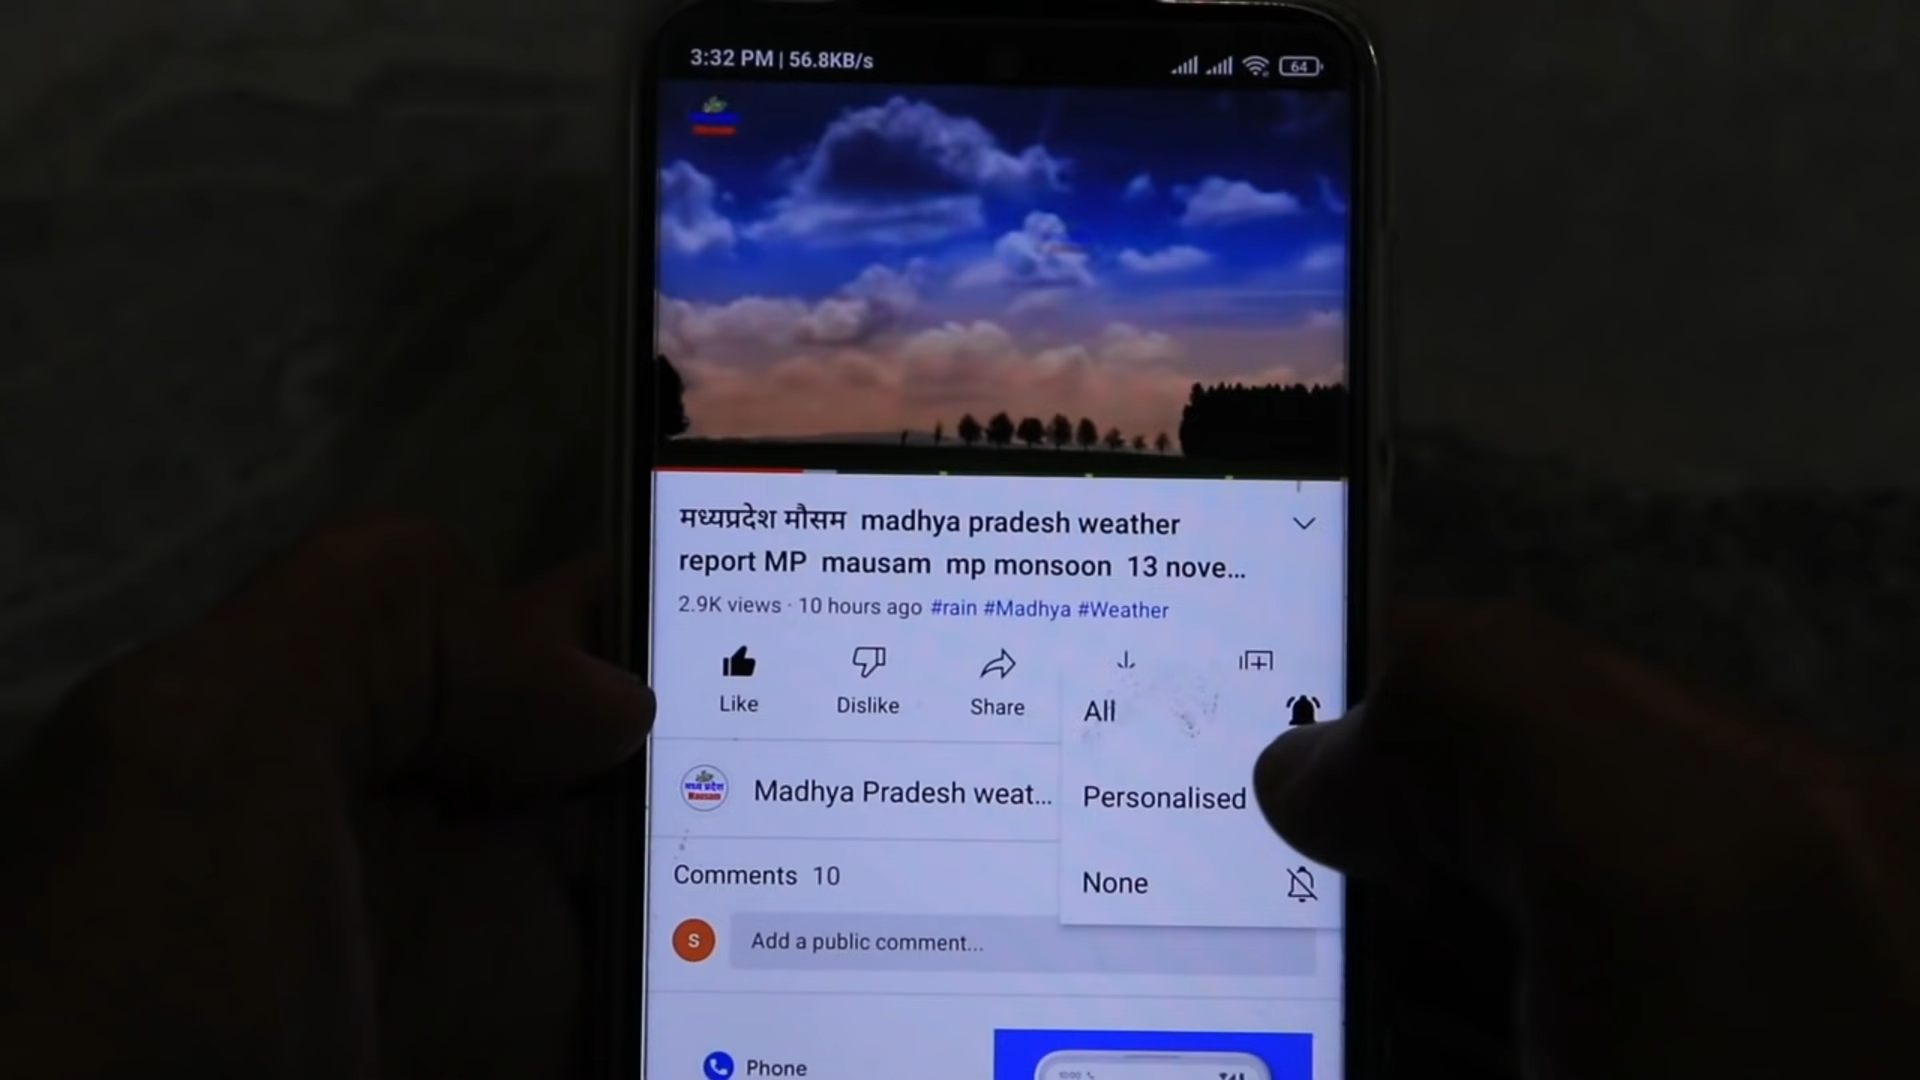 3:32 PM | 56.8KB/s
64
मध्यप्रदेश मौसम madhya pradesh weather
report MP mausam mp monsoon 13 nove...
2.9K views · 10 hours ago #rain #Madhya #Weather
Like
Dislike
Share
All
Madhya Pradesh weat...
Personalised
Comments 10
None
S
Add a public comment...
Phone